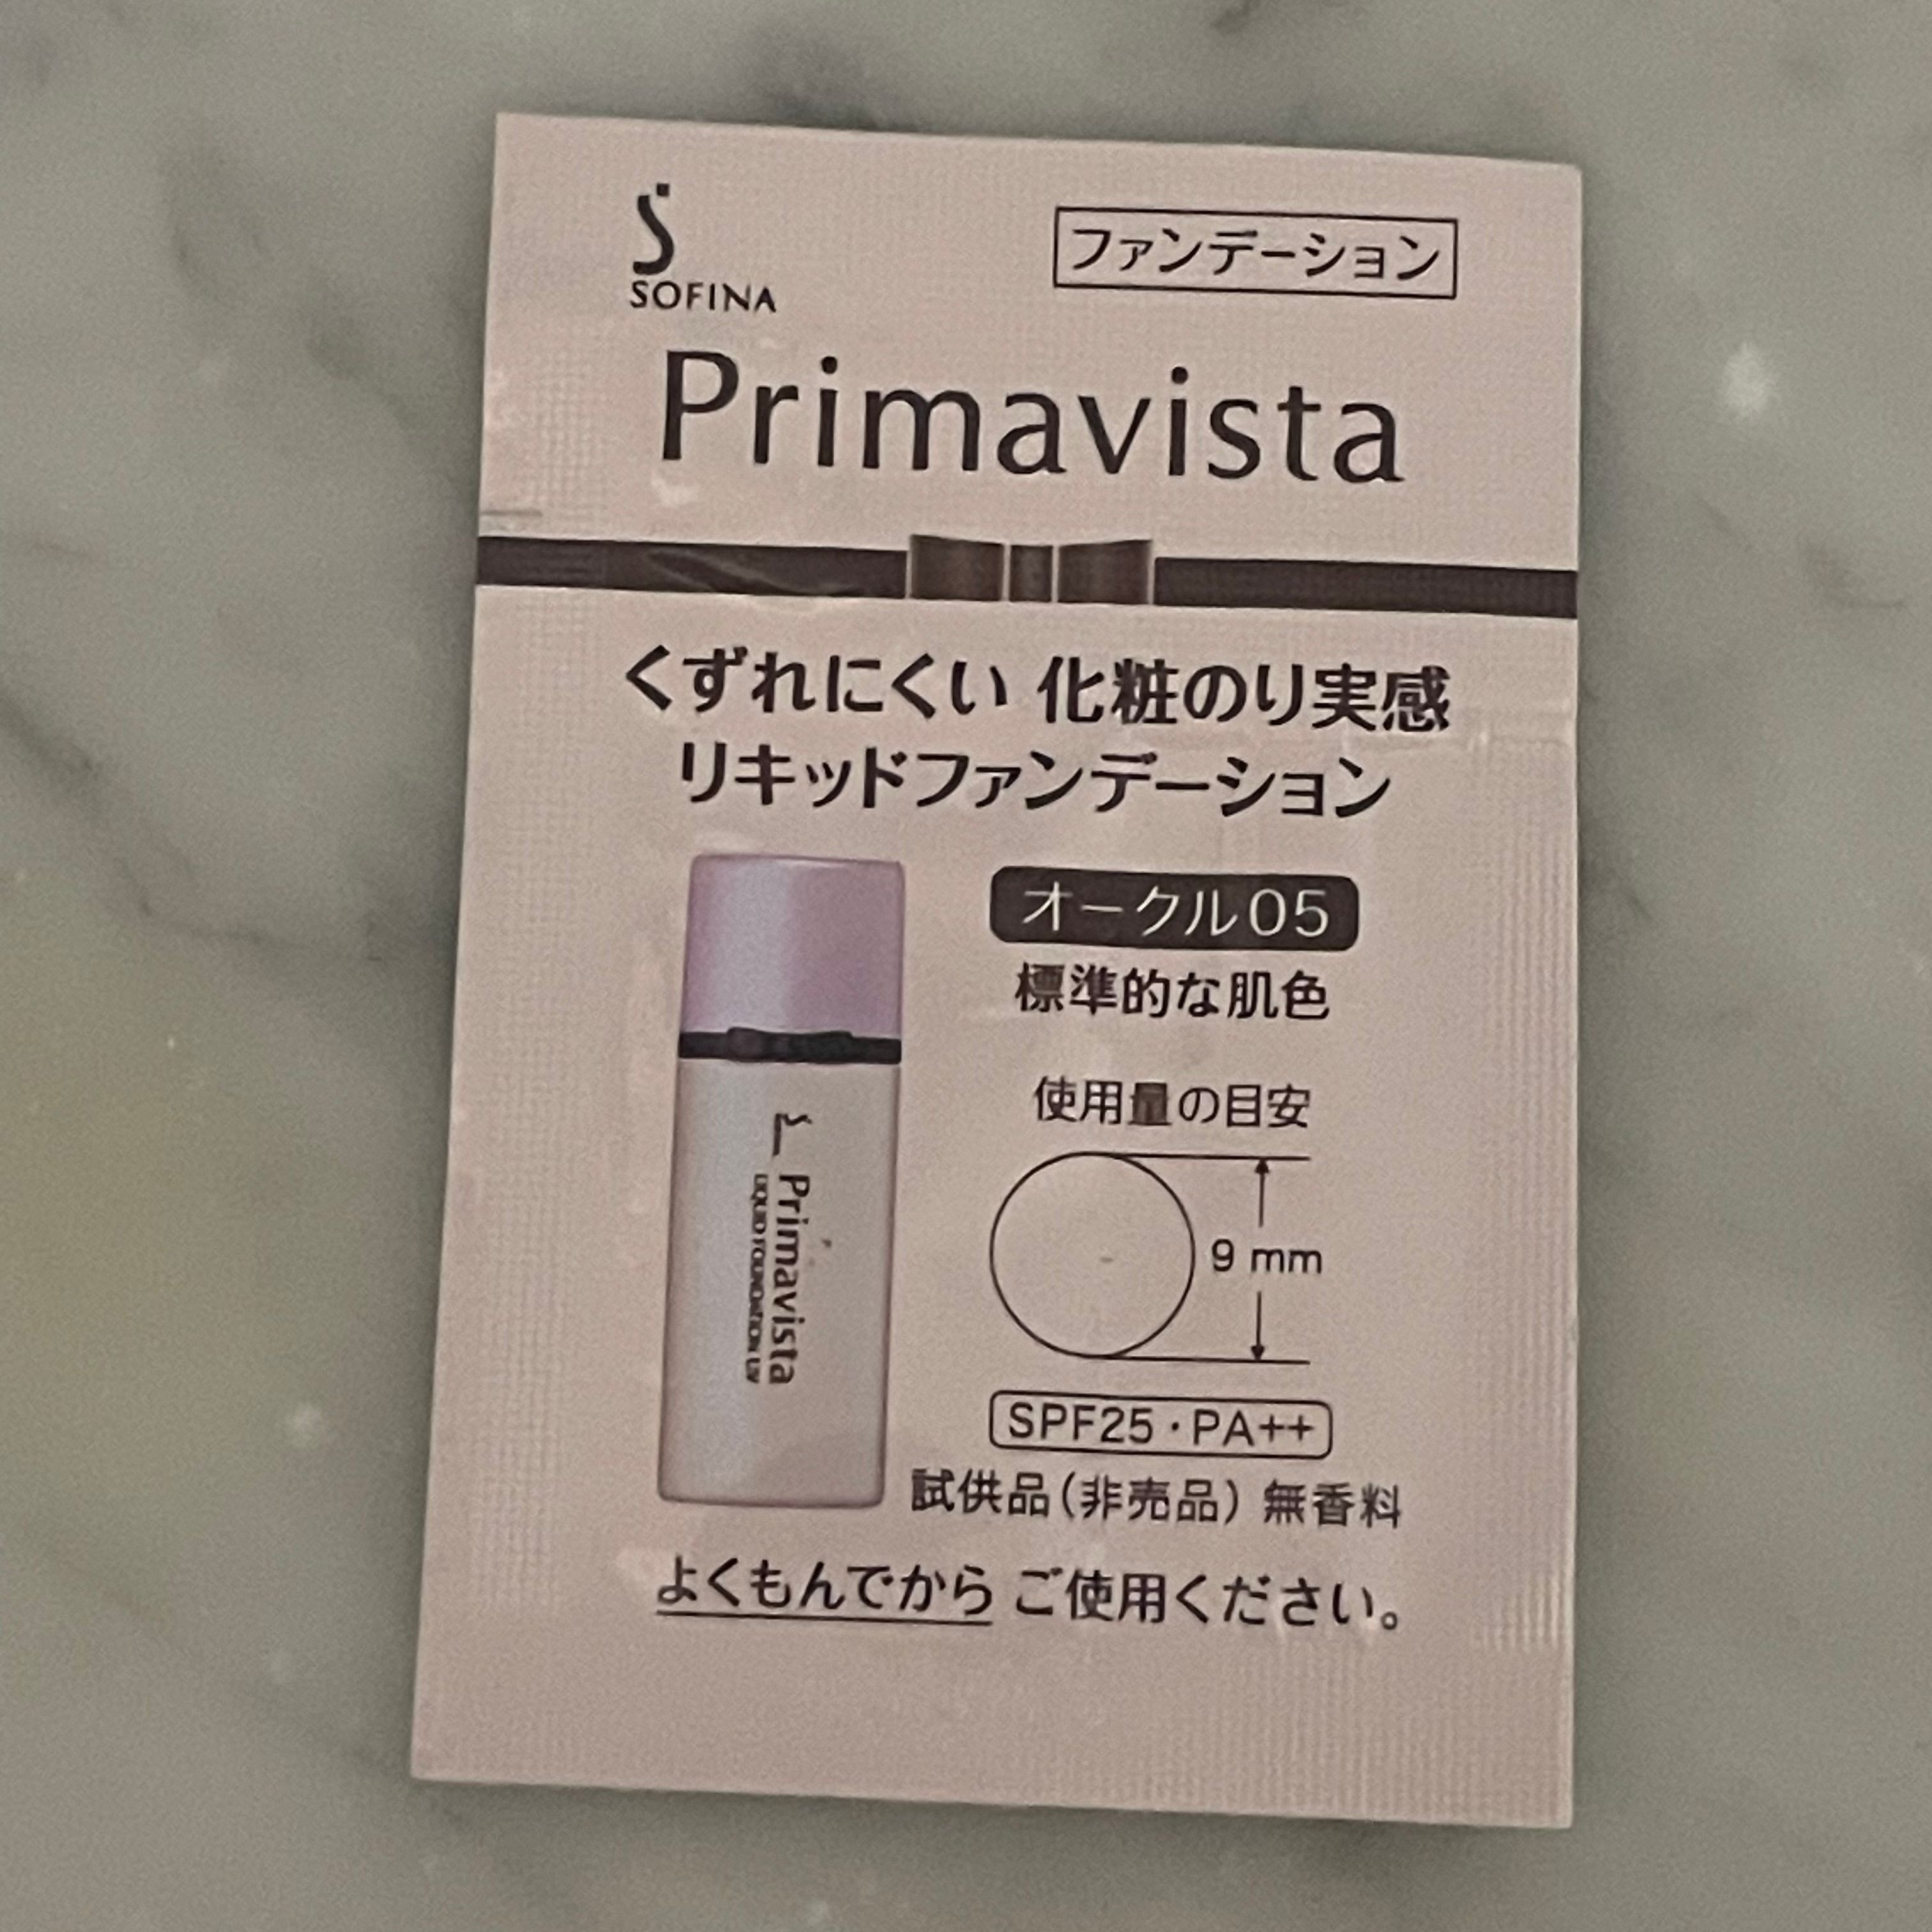 SOFINA
ファンデーション
Primavista
くずれにくい 化粧のり実感
リキッドファンデーション
オークル05
標準的な肌色
使用量の目安
9 mm
Primavista
LIQUID FOUNDATION UV
SPF25・PA++
試供品(非売品) 無香料
よくもんでから ご使用ください。